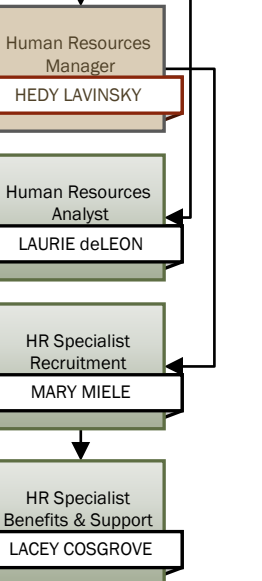 Human Resources
Manager
HEDY LAVINSKY
Human Resources
Analyst
LAURIE deLEON
HR Specialist
Recruitment
MARY MIELE
HR Specialist
Benefits & Support
LACEY COSGROVE